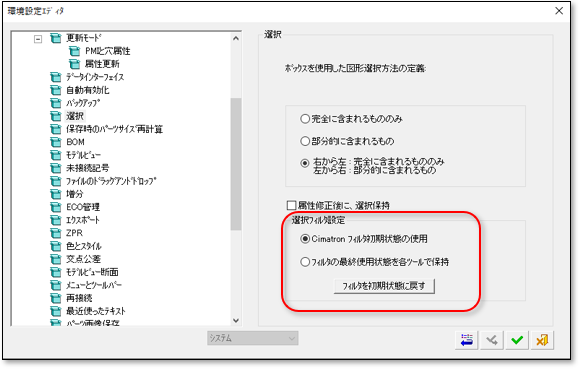 環境設定エディタ
更新モード
PMIと穴属性
属性更新
データインターフェイス
自動有効化
バックアップ
選択
保存時のパーツサイズ再計算
BOM
モデルビュー
未接続記号
ファイルのドラッグアンドドロップ
増分
ECO管理
エクスポート
ZPR
色とスタイル
交点公差
モデルビュー断面
メニューとツールバー
再接続
最近使ったテキスト
パーツ画像保存
選択
ボックスを使用した図形選択方法の定義:
完全に含まれるもののみ
部分的に含まれるもの
右から左 : 完全に含まれるもののみ
左から右 : 部分的に含まれるもの
属性修正後に、選択保持
選択フィルタ設定
Cimatron フィルタ初期状態の使用
フィルタの最終使用状態を各ツールで保持
フィルタを初期状態に戻す
システム